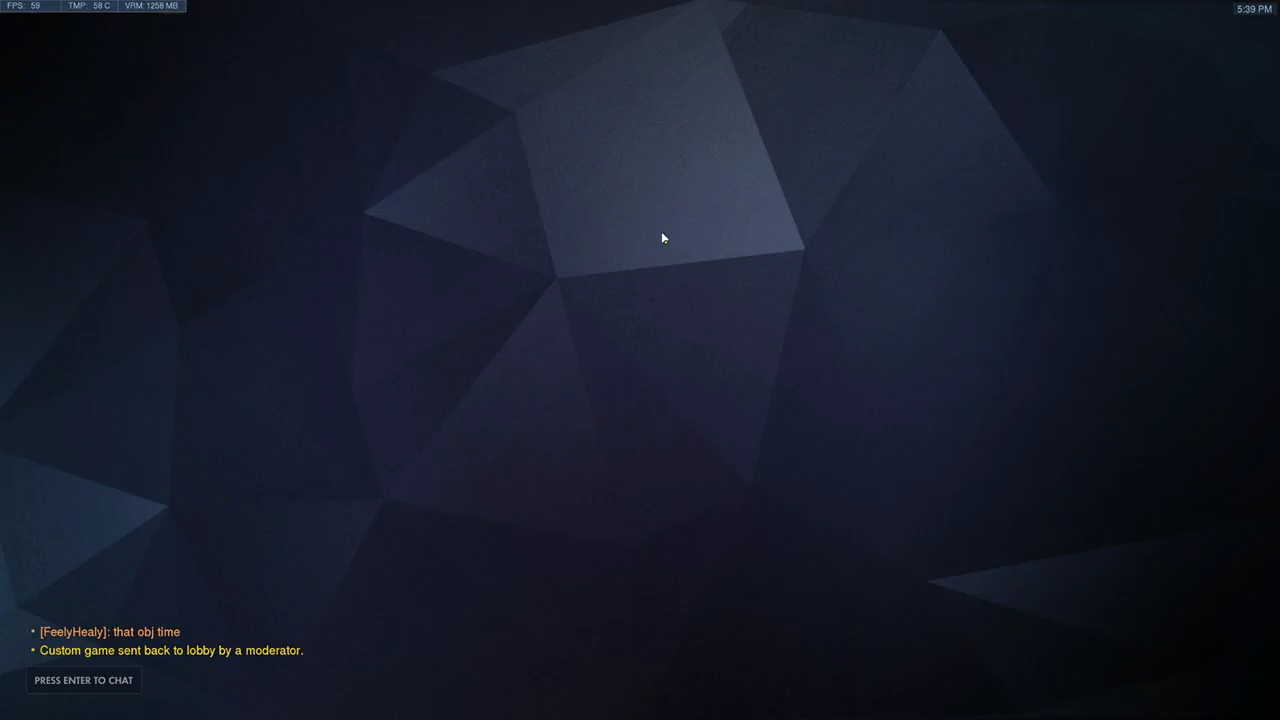 FPS: 59 TMP: 58 C VRM: 1258 MB
5:39 PM
• [FeelyHealy]: that obj time
• Custom game sent back to lobby by a moderator.
PRESS ENTER TO CHAT